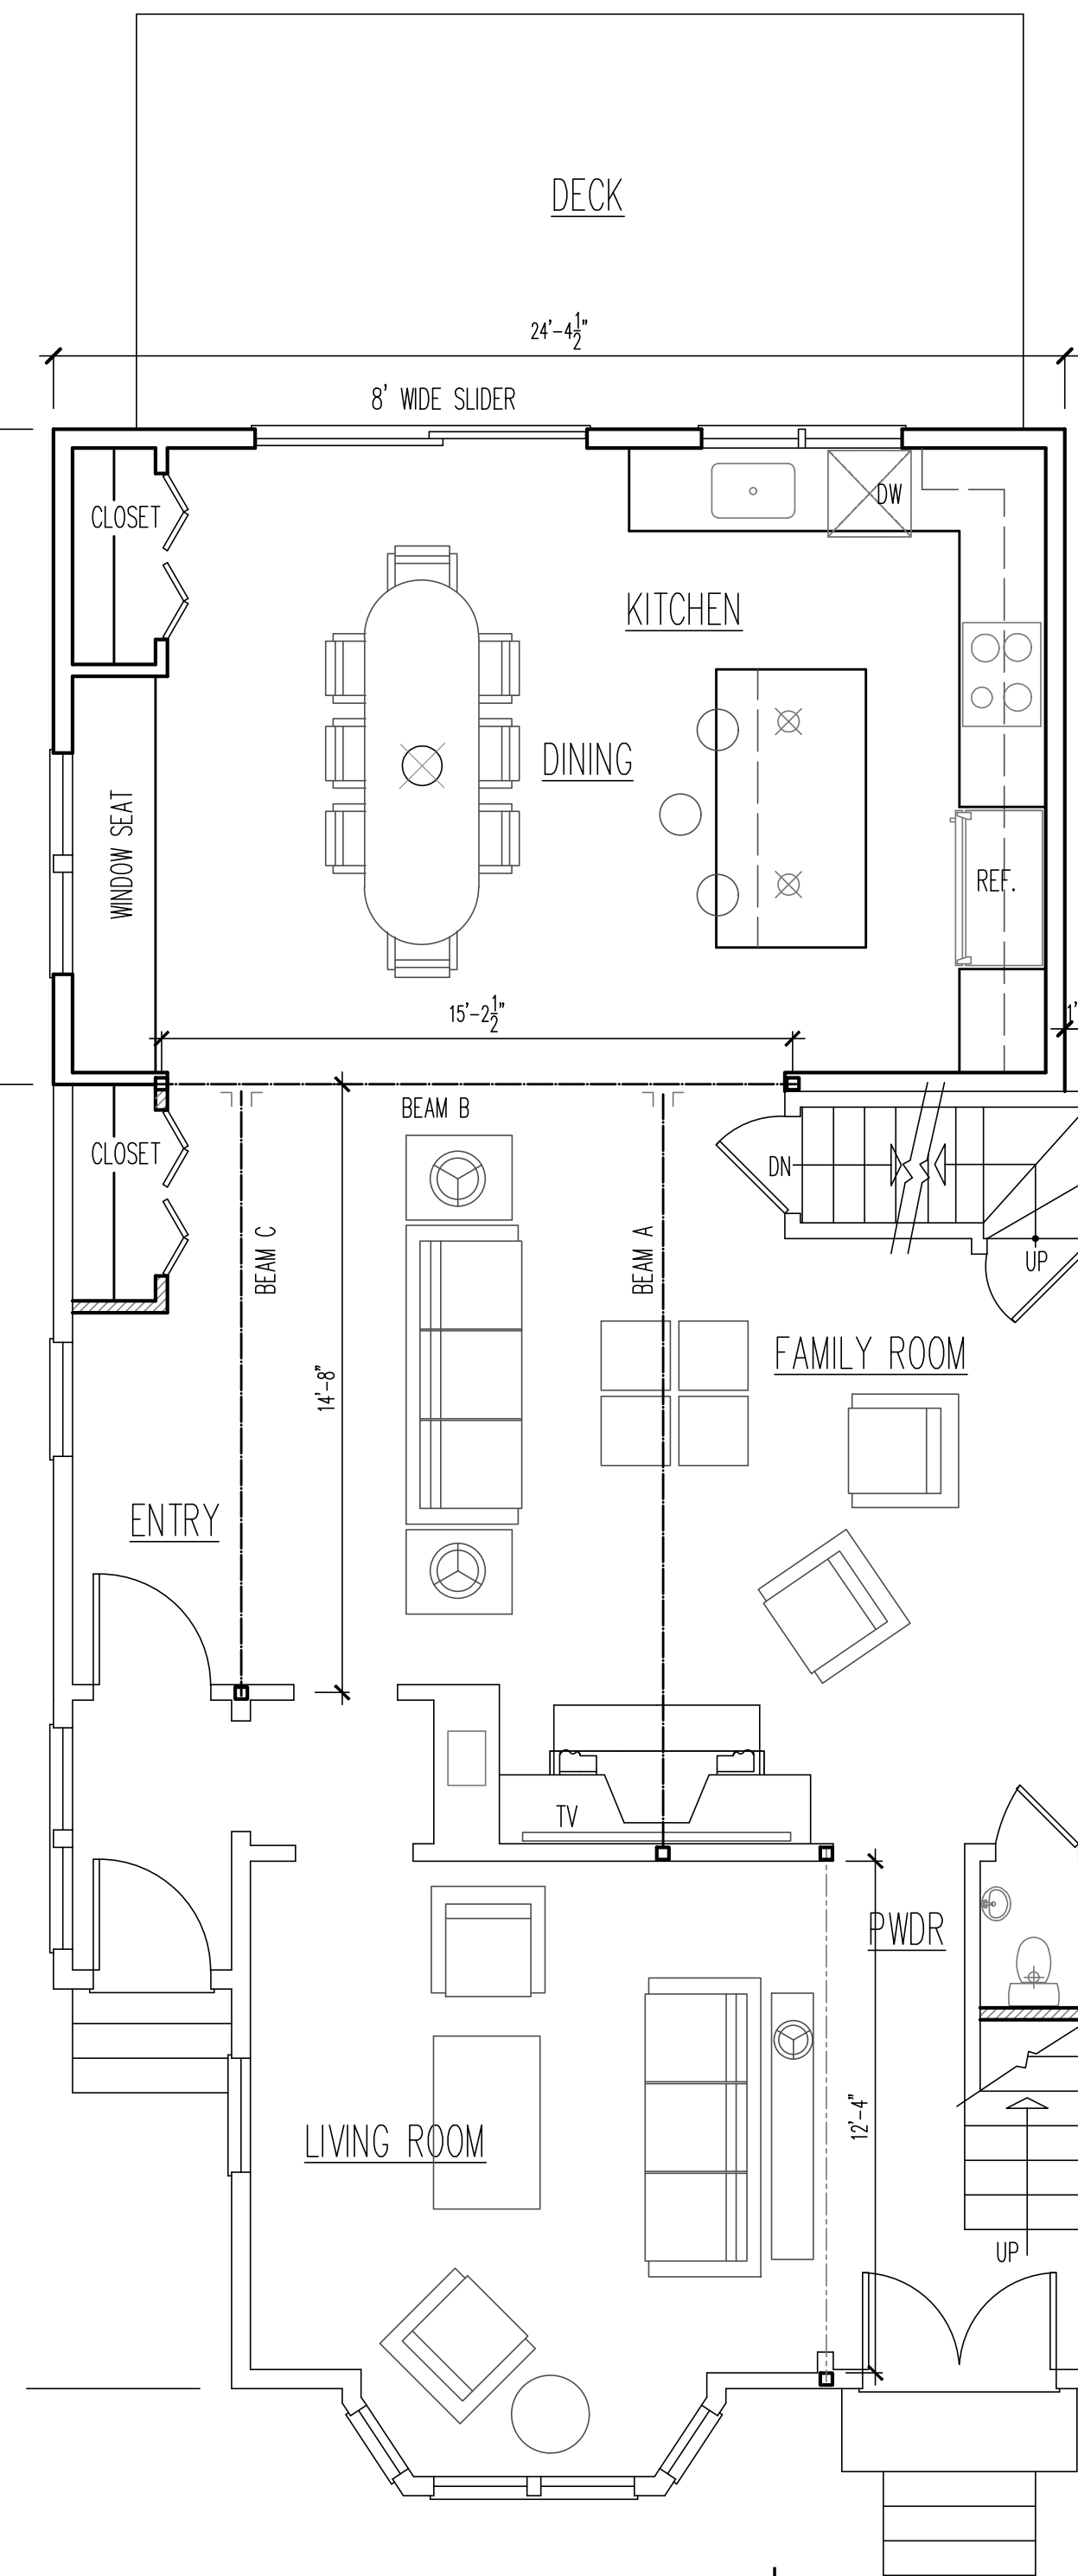 DECK
24'-4 1/2"
8' WIDE SLIDER
CLOSET
DW
KITCHEN
DINING
WINDOW SEAT
REF.
15'-2 1/2"
1'
BEAM B
CLOSET
DN
BEAM C
BEAM A
UP
FAMILY ROOM
14'-8"
ENTRY
TV
PWDR
12'-4"
LIVING ROOM
UP